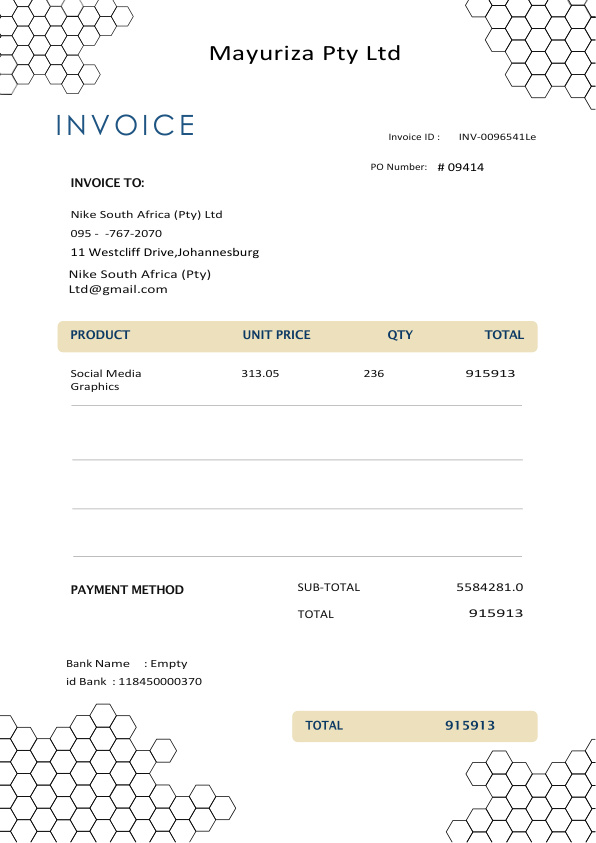 Mayuriza Pty Ltd
INVOICE
Invoice ID : INV-0096541Le
PO Number: # 09414
INVOICE TO:
Nike South Africa (Pty) Ltd
095 - -767-2070
11 Westcliff Drive,Johannesburg
Nike South Africa (Pty)
Ltd@gmail.com
PRODUCT UNIT PRICE QTY TOTAL
Social Media 313.05 236 915913
Graphics
PAYMENT METHOD SUB-TOTAL 5584281.0
TOTAL 915913
Bank Name : Empty
id Bank : 118450000370
TOTAL 915913